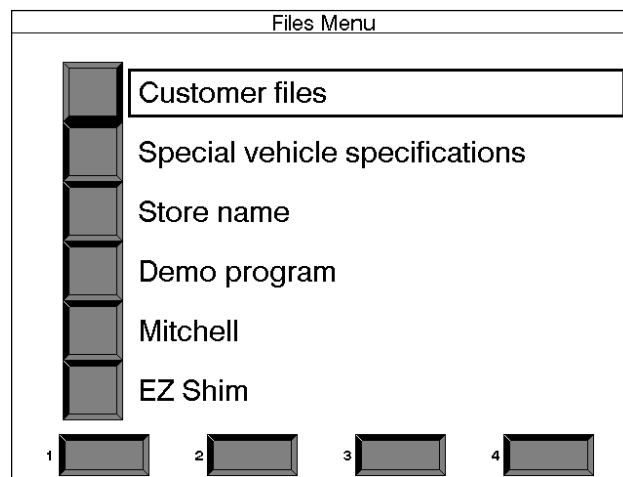 Files Menu
Customer files
Special vehicle specifications
Store name
Demo program
Mitchell
EZ Shim
1 2 3 4